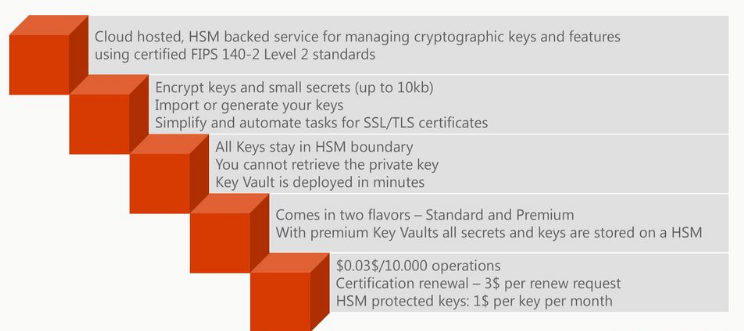 Cloud hosted, HSM backed service for managing cryptographic keys and features
using certified FIPS 140-2 Level 2 standards
Encrypt keys and small secrets (up to 10kb)
Import or generate your keys
Simplify and automate tasks for SSL/TLS certificates
All Keys stay in HSM boundary
You cannot retrieve the private key
Key Vault is deployed in minutes
Comes in two flavors – Standard and Premium
With premium Key Vaults all secrets and keys are stored on a HSM
$0.03$/10.000 operations
Certification renewal – 3$ per renew request
HSM protected keys: 1$ per key per month